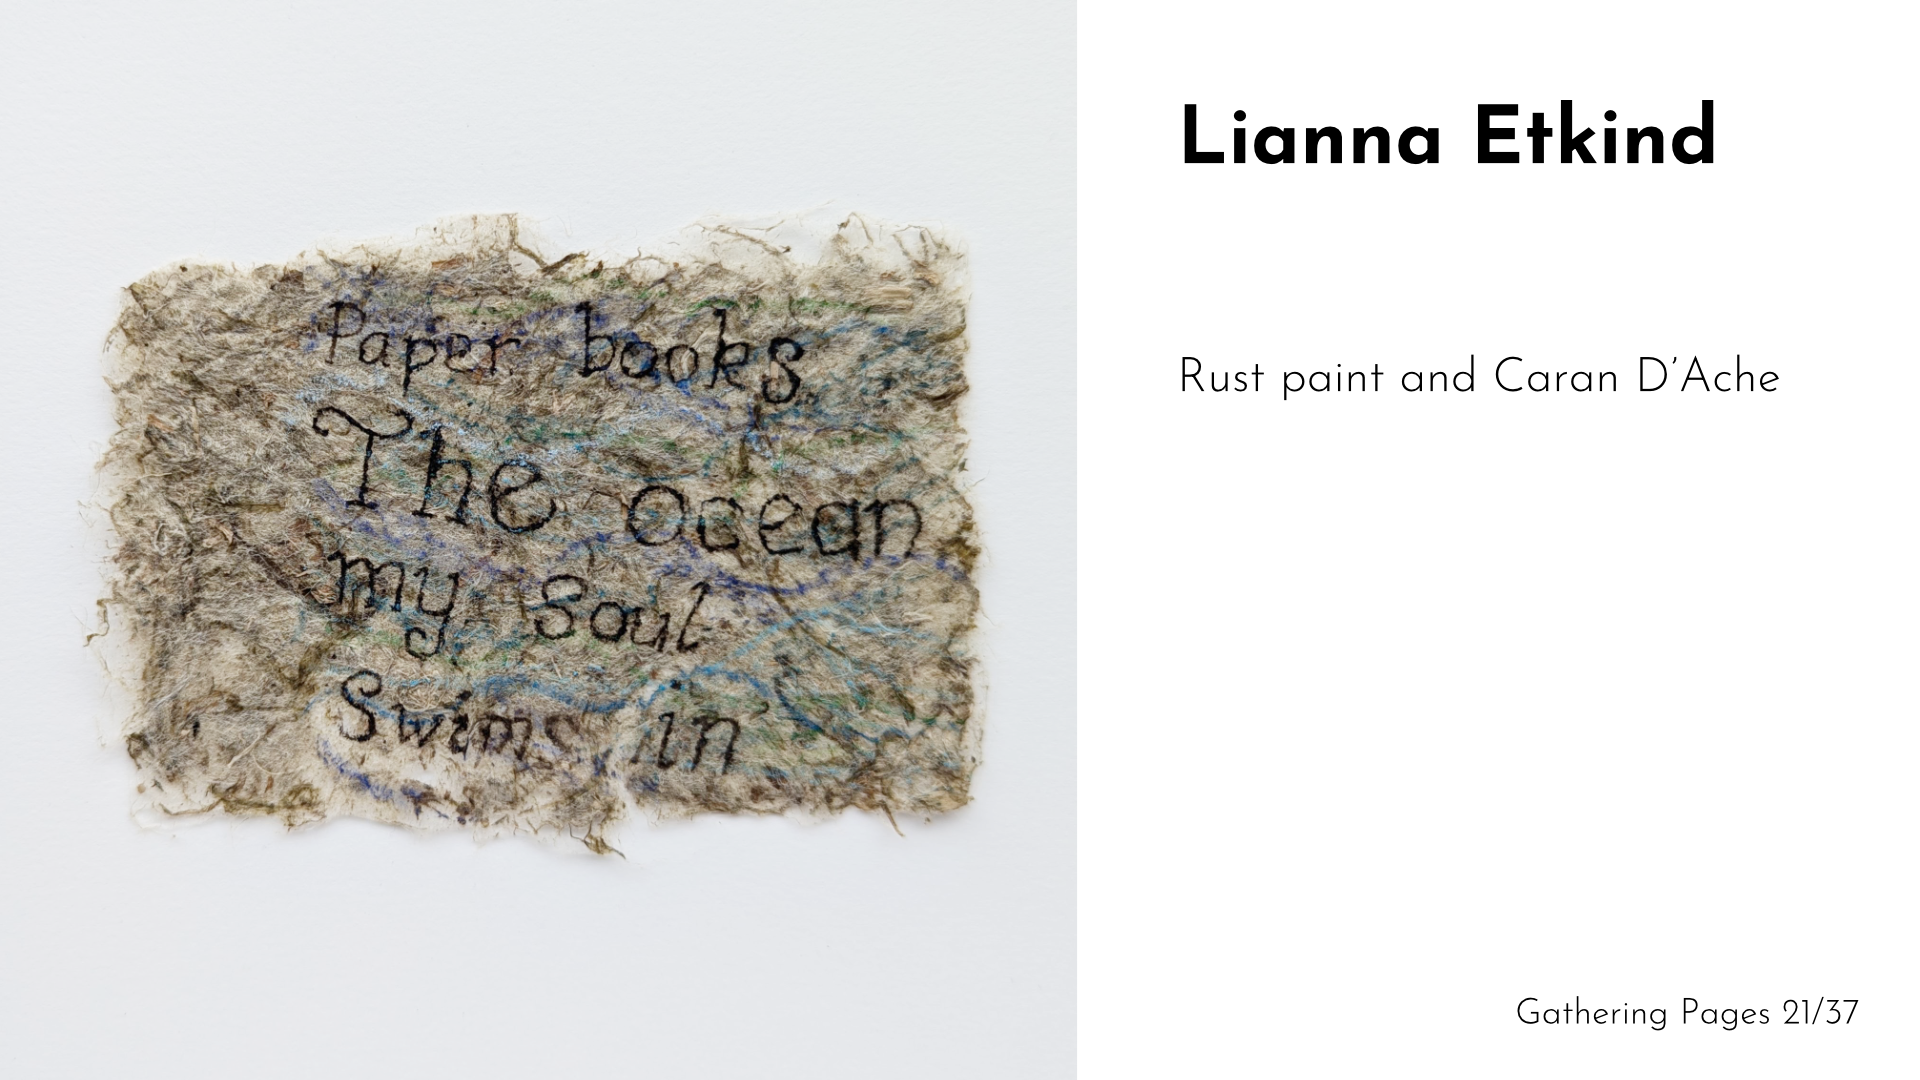 Paper books
The ocean
my soul
Swims in
Lianna Etkind
Rust paint and Caran D’Ache
Gathering Pages 21/37